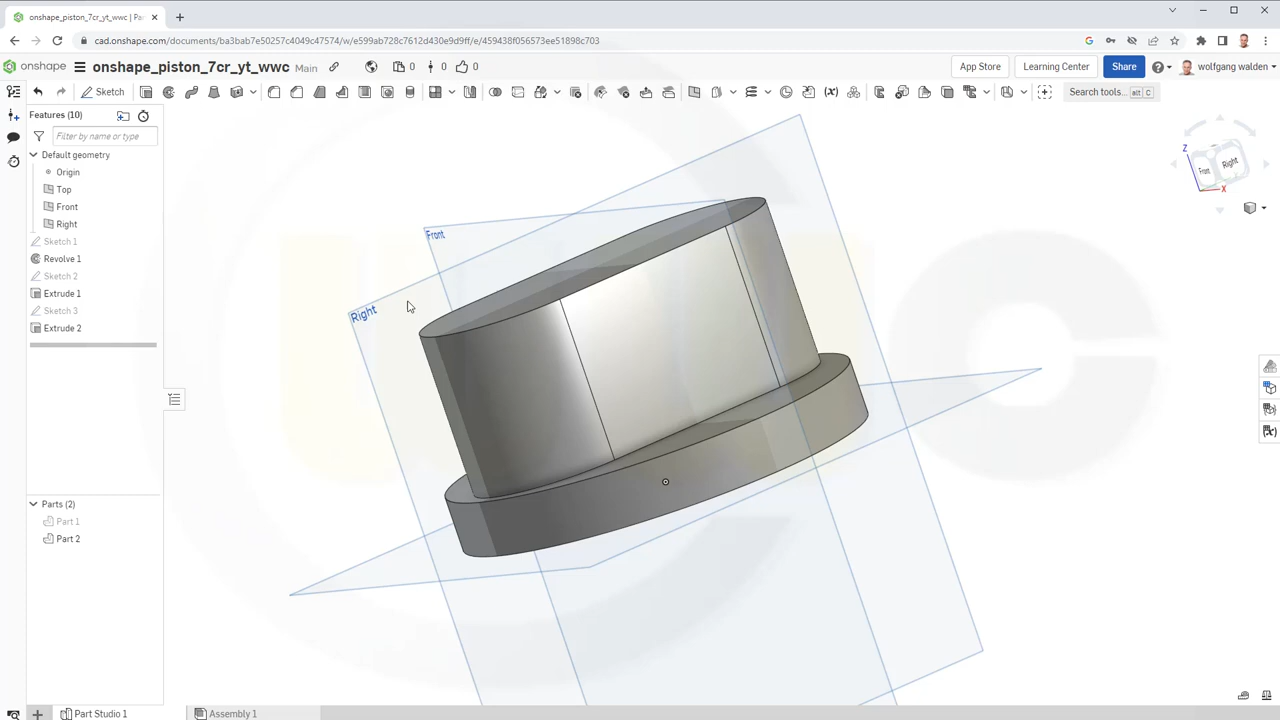 onshape_piston_7cr_yt_wwc | Pa
cad.onshape.com/documents/ba3bab7e50257c4049c47574/w/e599ab728c7612d430e9d9ff/e/459438f056573ee51898c703
onshape
onshape_piston_7cr_yt_wwc Main
0
0
0
App Store
Learning Center
Share
wolfgang walden
Sketch
Search tools...
alt C
Features (10)
Filter by name or type
Default geometry
Origin
Top
Front
Right
Sketch 1
Revolve 1
Sketch 2
Extrude 1
Sketch 3
Extrude 2
Parts (2)
Part 1
Part 2
Front
Right
Z
Front
Right
X
Part Studio 1
Assembly 1